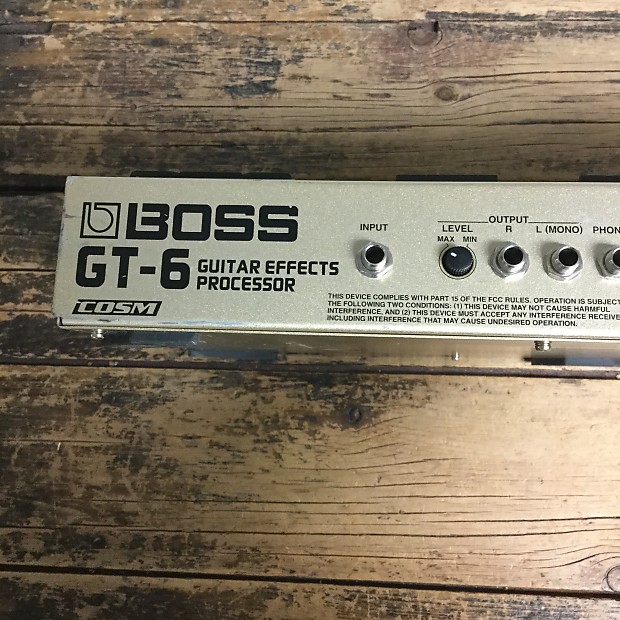 BOSS
GT-6 GUITAR EFFECTS
PROCESSOR
COSM
INPUT
OUTPUT
LEVEL R L (MONO)
MAX MIN
THIS DEVICE COMPLIES WITH PART 15 OF THE FCC RULES. OPERATION IS SUBJECT
THE FOLLOWING TWO CONDITIONS: (1) THIS DEVICE MAY NOT CAUSE HARMFUL
INTERFERENCE, AND (2) THIS DEVICE MUST ACCEPT ANY INTERFERENCE RECEIVE
INCLUDING INTERFERENCE THAT MAY CAUSE UNDESIRED OPERATION.
PHON